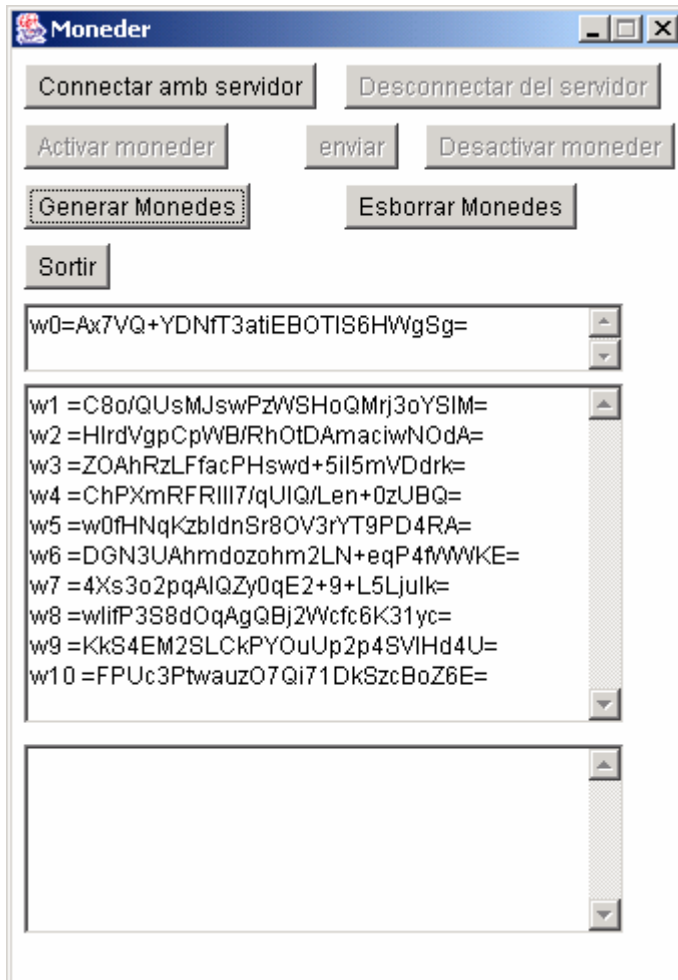 Moneder
Connectar amb servidor Desconnectar del servidor
Activar moneder enviar Desactivar moneder
Generar Monedes Esborrar Monedes
Sortir
w0=Ax7VQ+YDNfT3atiEBOTIS6HWgSg=
w1 =C8o/QUsMJswPzWSHoQMrj3oYSIM=
w2 =HIrdVgpCpWB/RhOtDAmaciwNOdA=
w3 =ZOAhRzLFfacPHswd+5iI5mVDdrk=
w4 =ChPXmRFRIII7/qUIQ/Len+0zUBQ=
w5 =w0fHNqKzbIdnSr8OV3rYT9PD4RA=
w6 =DGN3UAhmdozohm2LN+eqP4fWWKE=
w7 =4Xs3o2pqAIQZy0qE2+9+L5LjuIk=
w8 =wIifP3S8dOqAgQBj2Wcfc6K31yc=
w9 =KkS4EM2SLCkPYOuUp2p4SVIHd4U=
w10 =FPUc3PtwauzO7Qi71DkSzcBoZ6E=